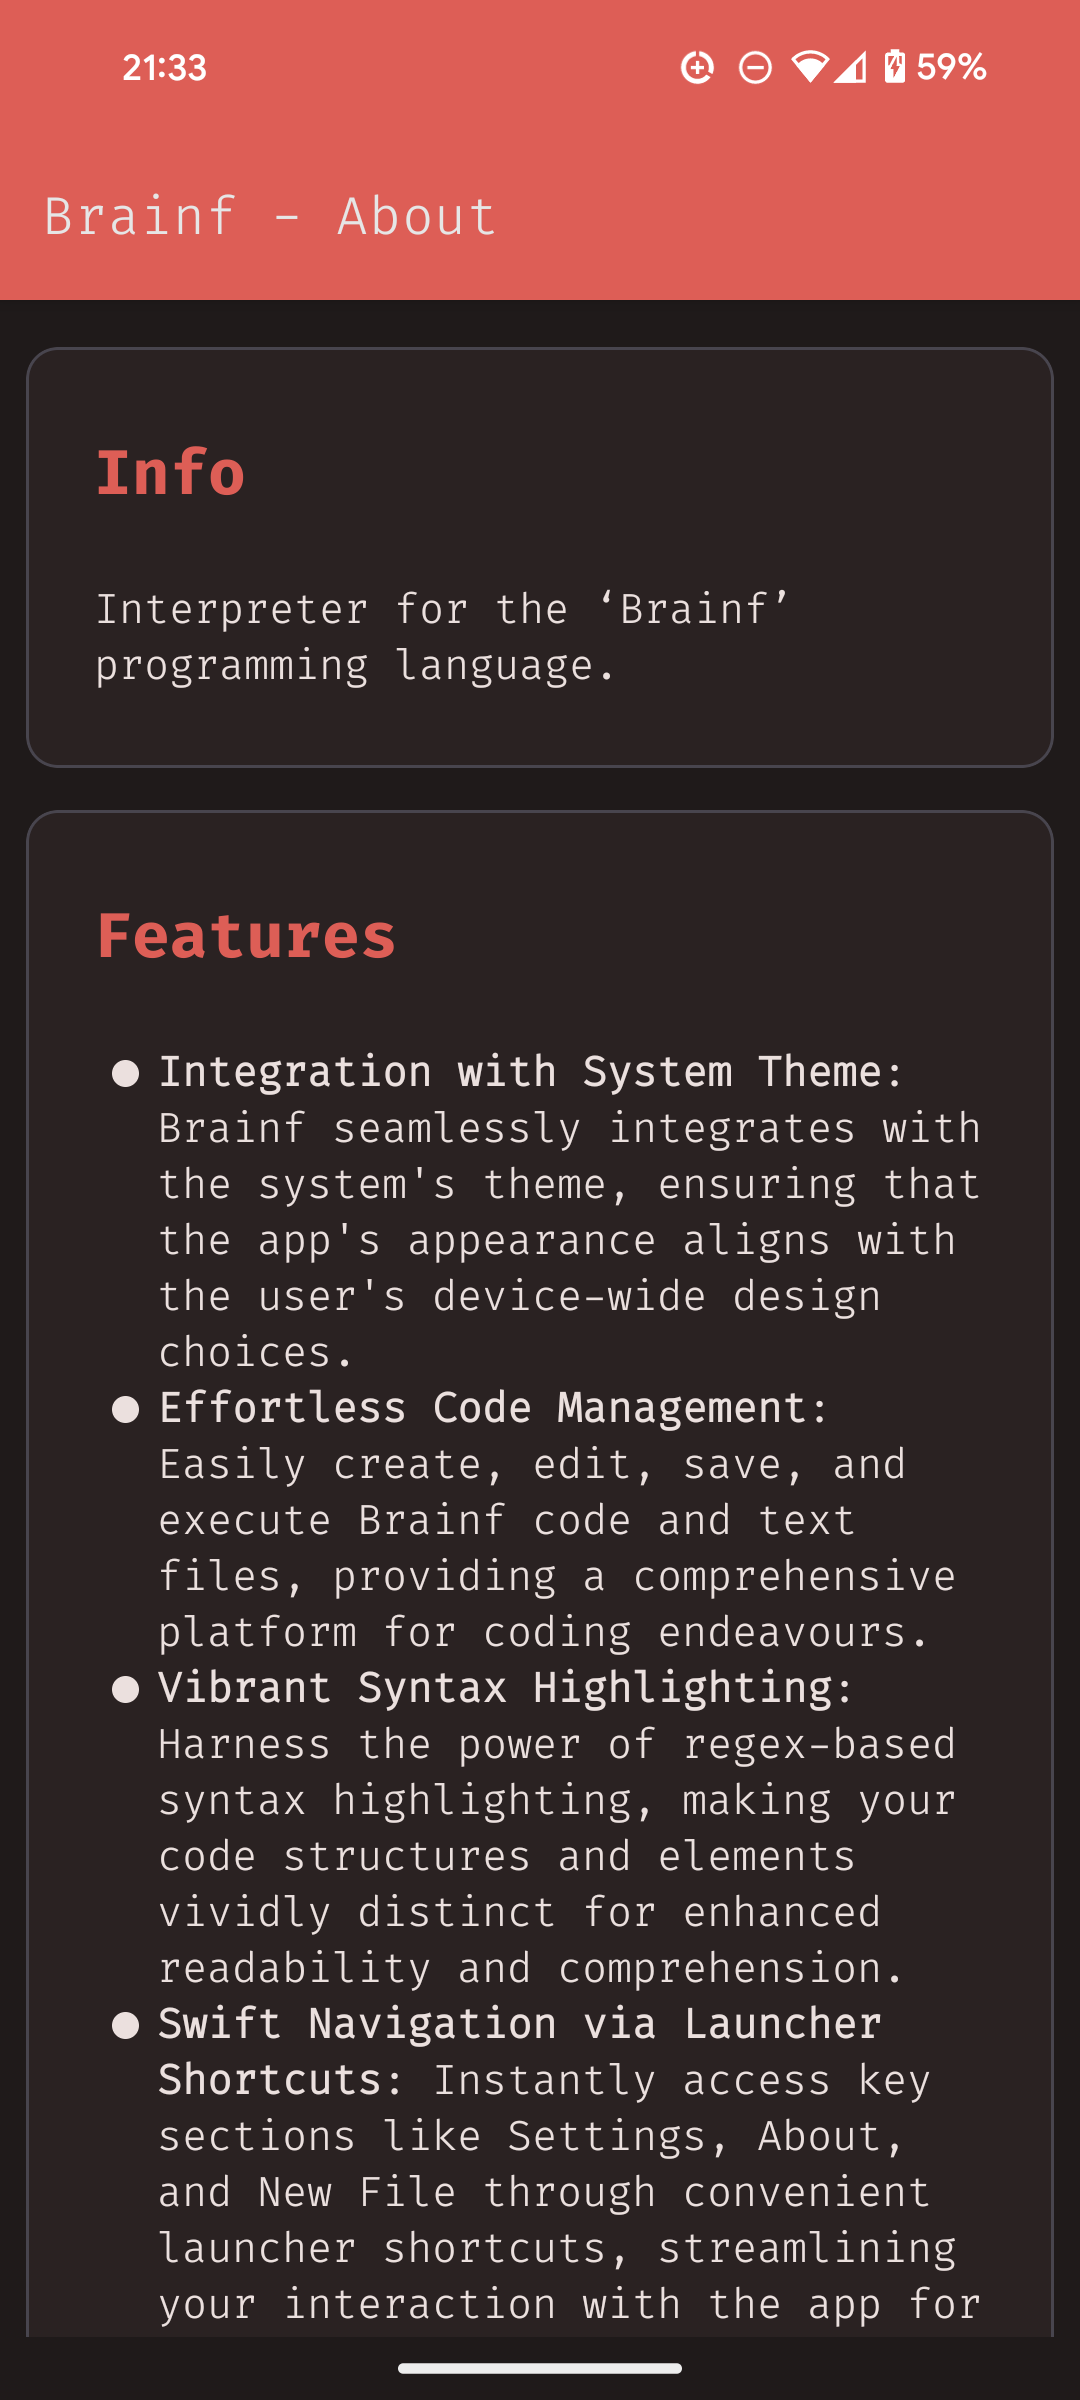 21:33
59%
Brainf - About
Info
Interpreter for the ‘Brainf’
programming language.
Features
● Integration with System Theme:
Brainf seamlessly integrates with
the system's theme, ensuring that
the app's appearance aligns with
the user's device-wide design
choices.
● Effortless Code Management:
Easily create, edit, save, and
execute Brainf code and text
files, providing a comprehensive
platform for coding endeavours.
● Vibrant Syntax Highlighting:
Harness the power of regex-based
syntax highlighting, making your
code structures and elements
vividly distinct for enhanced
readability and comprehension.
● Swift Navigation via Launcher
Shortcuts: Instantly access key
sections like Settings, About,
and New File through convenient
launcher shortcuts, streamlining
your interaction with the app for